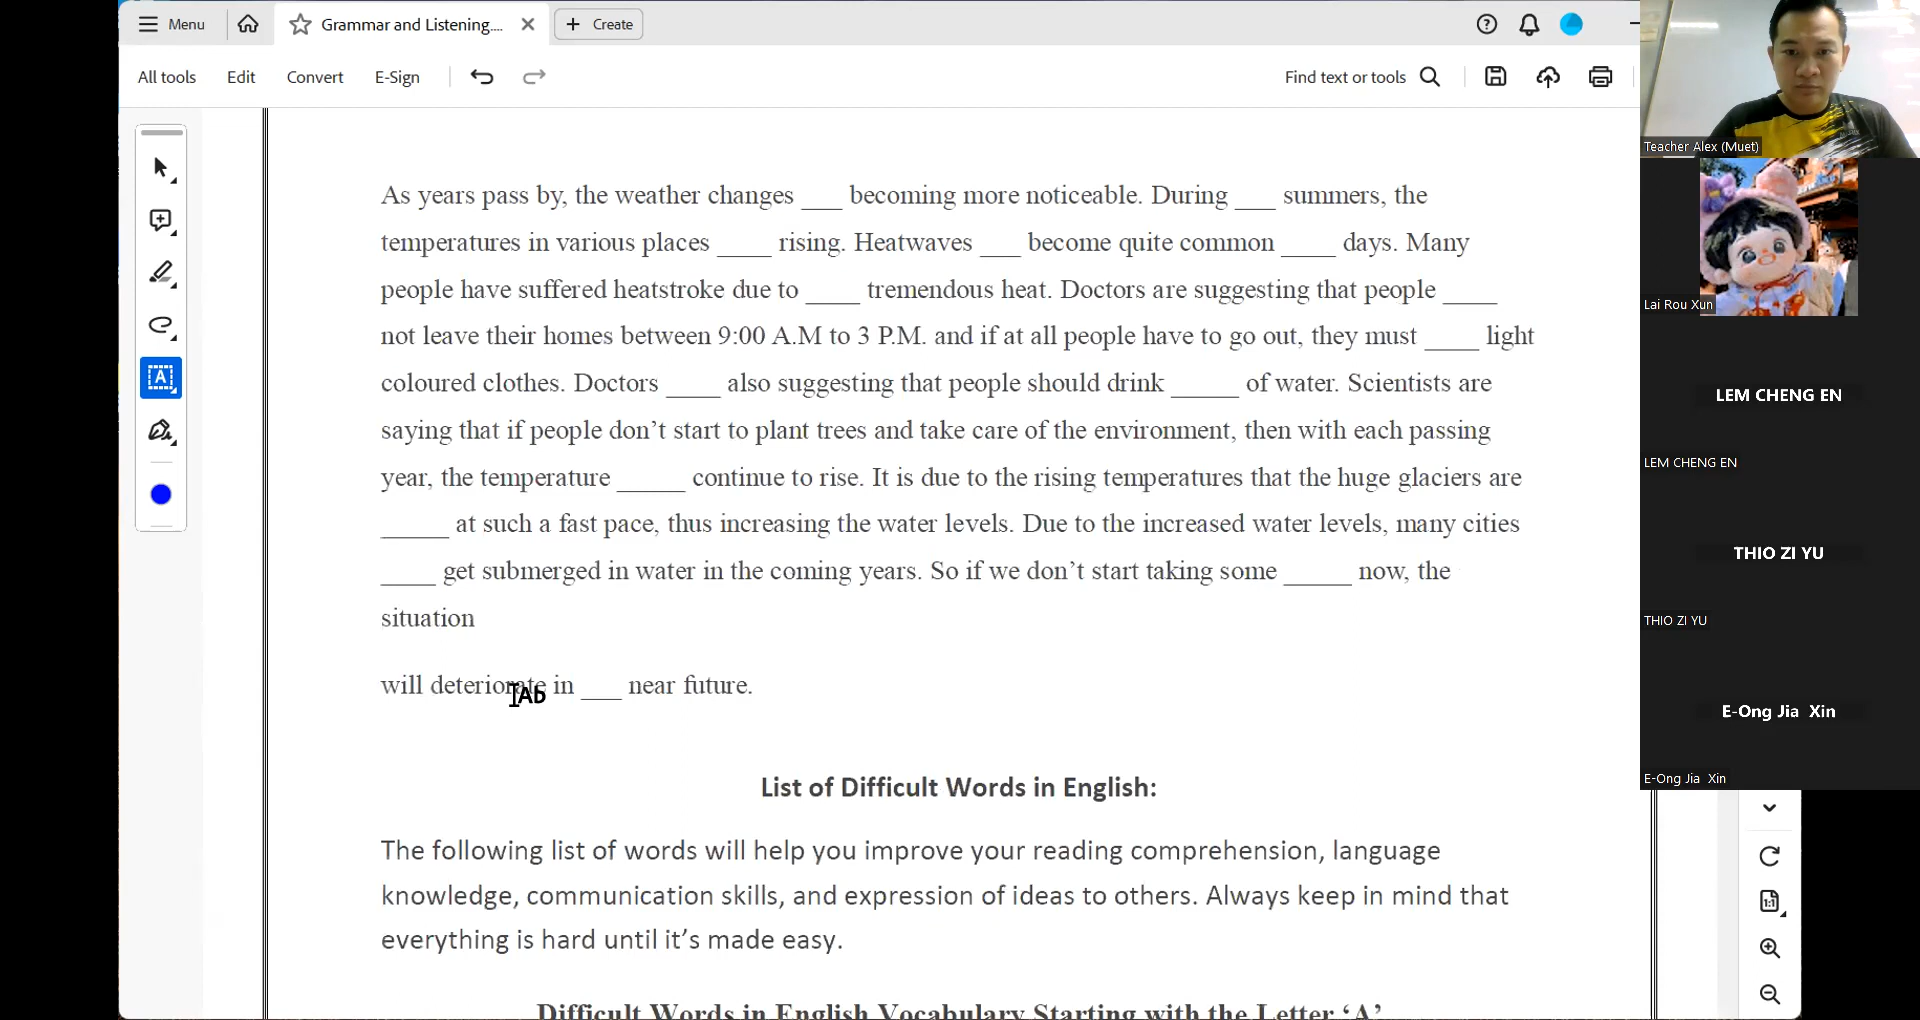 Menu
Grammar and Listening....
Create
All tools
Edit
Convert
E-Sign
Find text or tools
As years pass by, the weather changes ___ becoming more noticeable. During ___ summers, the
temperatures in various places ____ rising. Heatwaves ___ become quite common ____ days. Many
people have suffered heatstroke due to ____ tremendous heat. Doctors are suggesting that people ____
not leave their homes between 9:00 A.M to 3 P.M. and if at all people have to go out, they must ____ light
coloured clothes. Doctors ____ also suggesting that people should drink _____ of water. Scientists are
saying that if people don't start to plant trees and take care of the environment, then with each passing
year, the temperature _____ continue to rise. It is due to the rising temperatures that the huge glaciers are
_____ at such a fast pace, thus increasing the water levels. Due to the increased water levels, many cities
____ get submerged in water in the coming years. So if we don't start taking some _____ now, the
situation
will deteriorate in ___ near future.
Ab
List of Difficult Words in English:
The following list of words will help you improve your reading comprehension, language
knowledge, communication skills, and expression of ideas to others. Always keep in mind that
everything is hard until it's made easy.
Difficult Words in English Vocabulary Starting with the Letter 'A'
Teacher Alex (Muet)
Lai Rou Xun
LEM CHENG EN
LEM CHENG EN
THIO ZI YU
THIO ZI YU
E-Ong Jia Xin
E-Ong Jia Xin